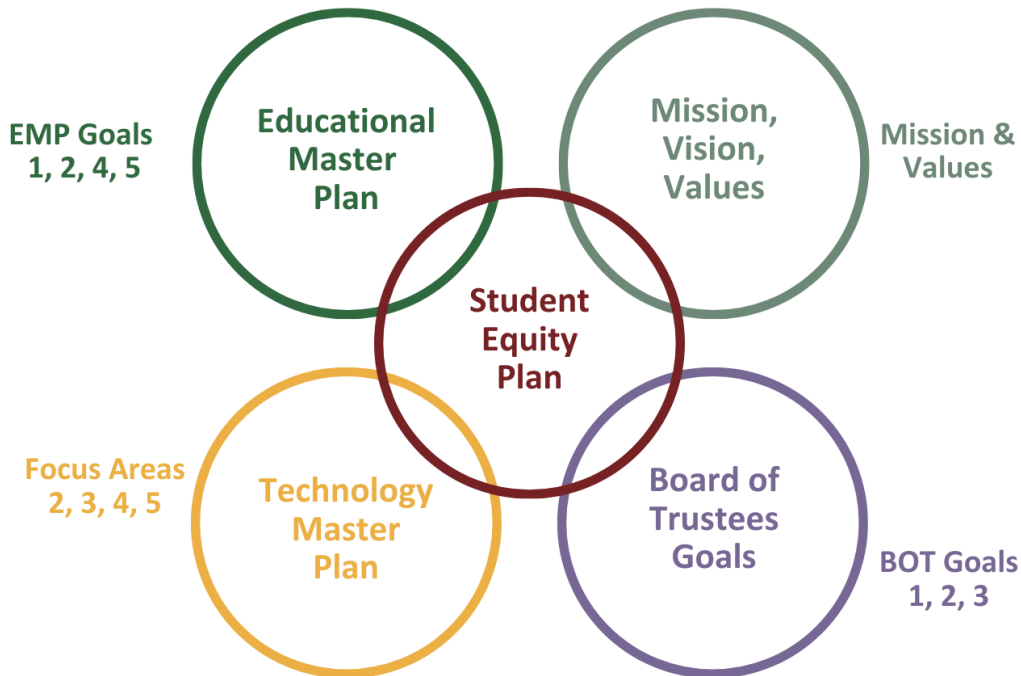 EMP Goals
1, 2, 4, 5
Educational
Master
Plan
Mission,
Vision,
Values
Mission &
Values
Student
Equity
Plan
Focus Areas
2, 3, 4, 5
Technology
Master
Plan
Board of
Trustees
Goals
BOT Goals
1, 2, 3